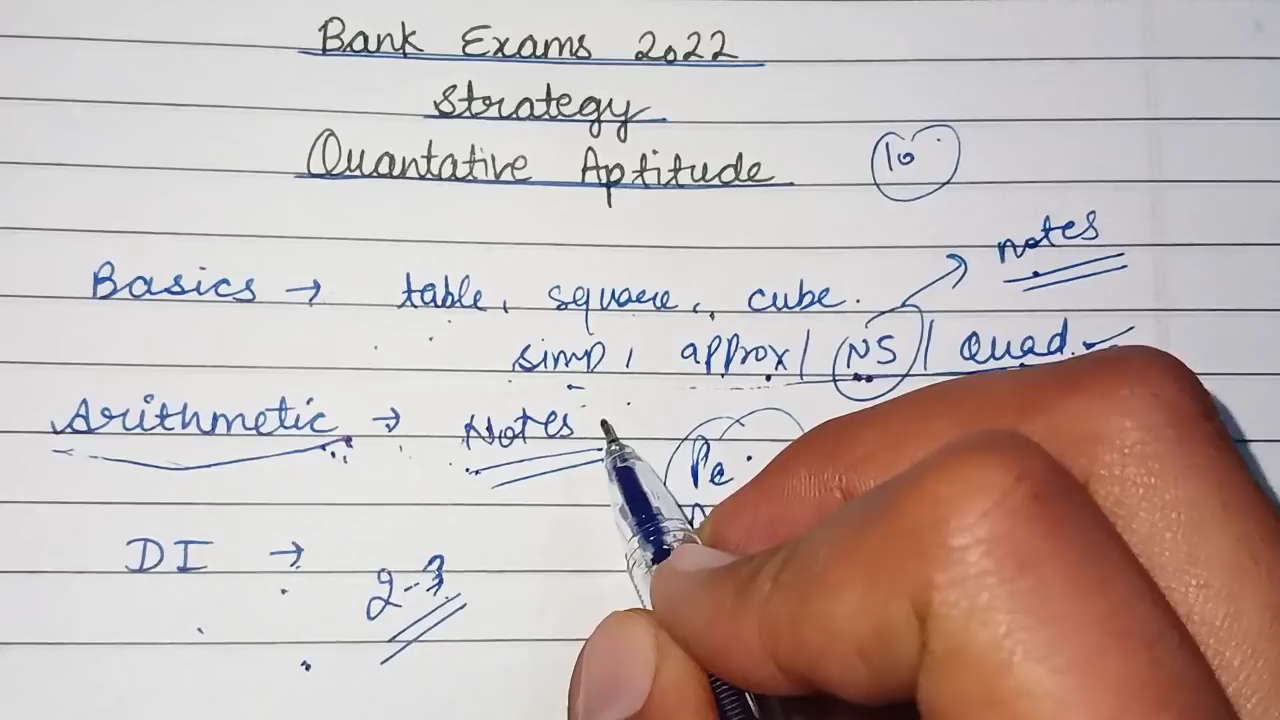 Bank Exams 2022
Strategy
Quantative Aptitude 10
notes
Basics → table, square, cube.
simp, approx/ NS / Quad.
Arithmetic → Notes
DI → 2-3